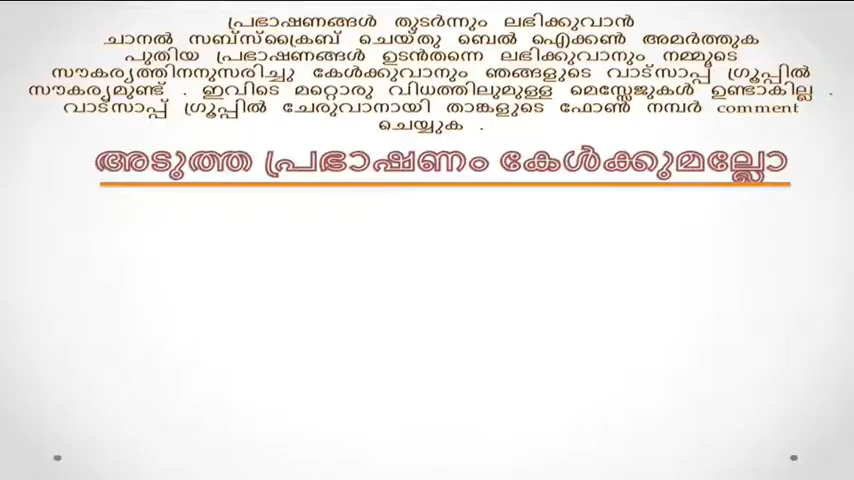 പ്രഭാഷണങ്ങൾ തുടർന്നും ലഭിക്കുവാൻ
ചാനൽ സബ്സ്ക്രൈബ് ചെയ്തു ബെൽ ഐക്കൺ അമർത്തുക
പുതിയ പ്രഭാഷണങ്ങൾ ഉടൻതന്നെ ലഭിക്കുവാനും നമ്മുടെ
സൗകര്യത്തിനനുസരിച്ചു കേൾക്കുവാനും ഞങ്ങളുടെ വാട്സാപ്പ് ഗ്രൂപ്പിൽ
സൗകര്യമുണ്ട് . ഇവിടെ മറ്റൊരു വിധത്തിലുമുള്ള മെസ്സേജുകൾ ഉണ്ടാകില്ല .
വാട്സാപ്പ് ഗ്രൂപ്പിൽ ചേരുവാനായി താങ്കളുടെ ഫോൺ നമ്പർ comment
ചെയ്യുക .
അടുത്ത പ്രഭാഷണം കേൾക്കുമല്ലോ